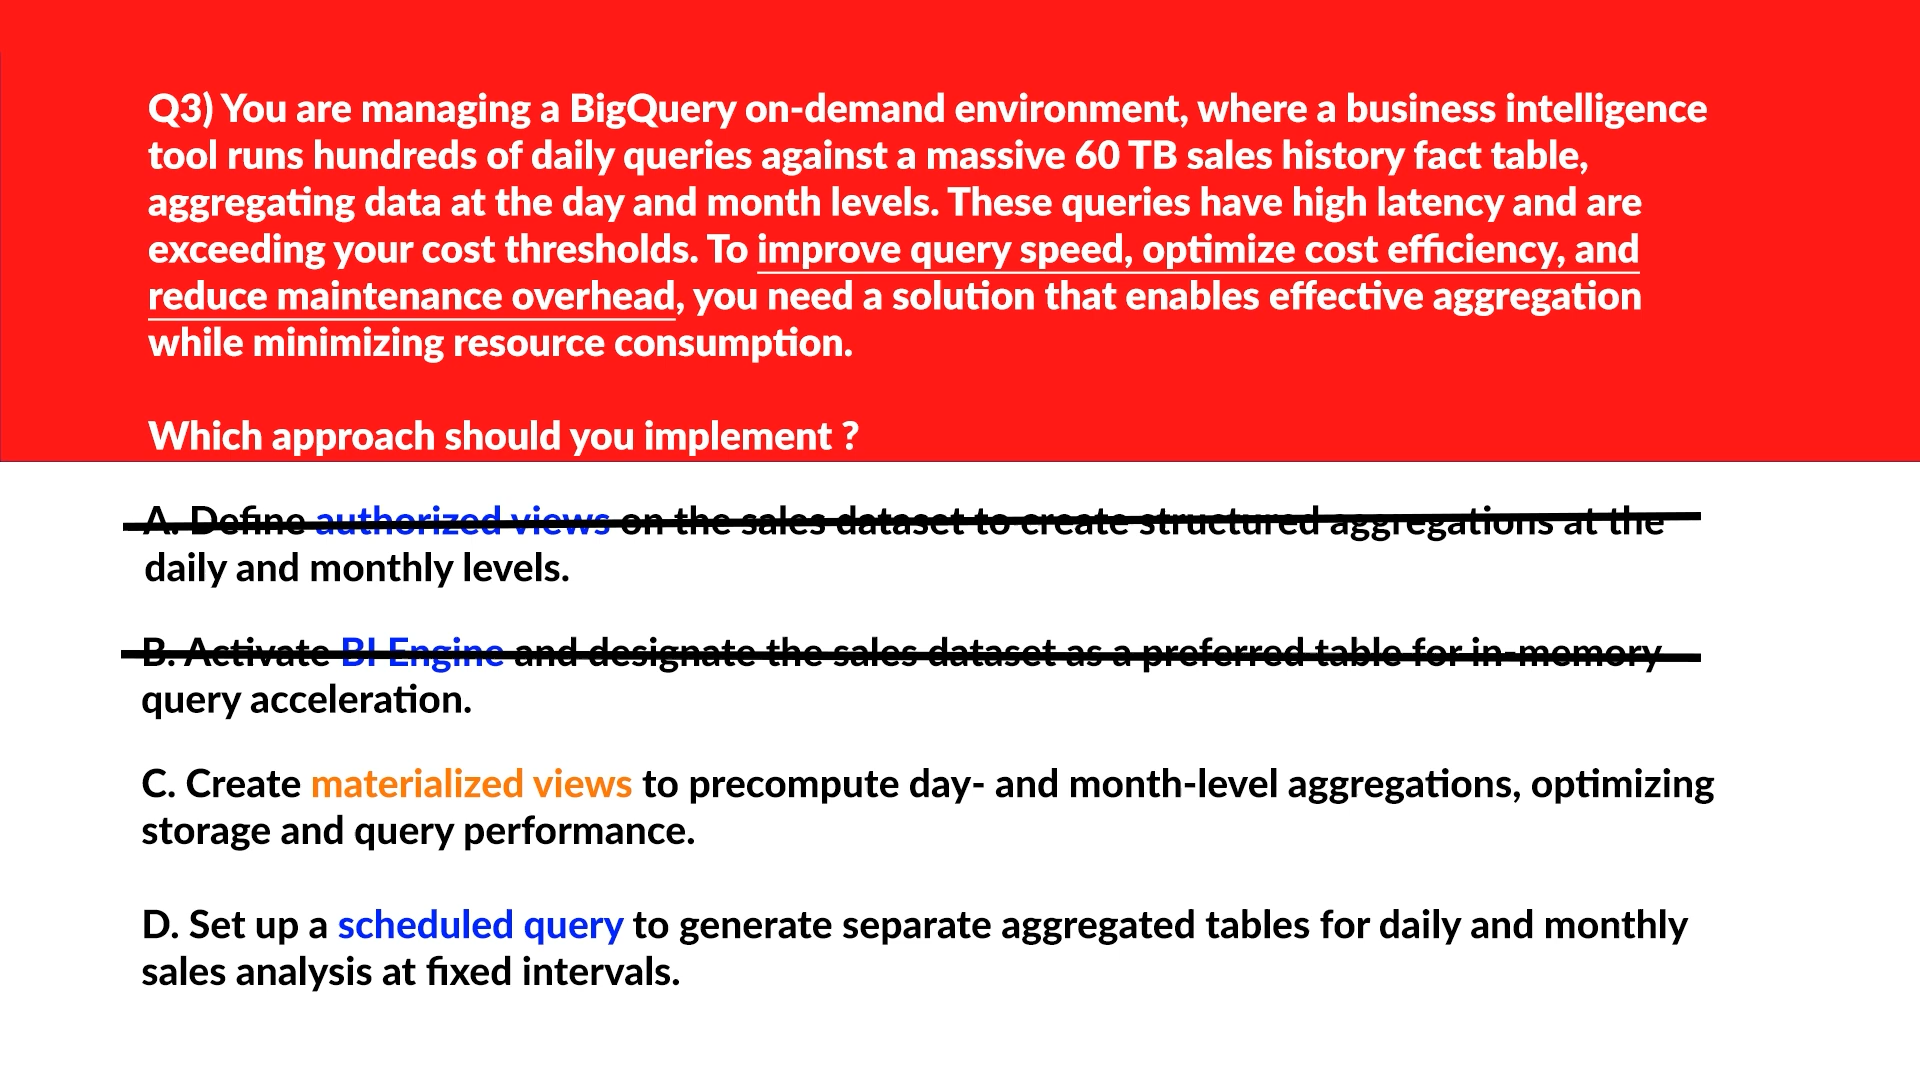 Q3) You are managing a BigQuery on-demand environment, where a business intelligence
tool runs hundreds of daily queries against a massive 60 TB sales history fact table,
aggregating data at the day and month levels. These queries have high latency and are
exceeding your cost thresholds. To improve query speed, optimize cost efficiency, and
reduce maintenance overhead, you need a solution that enables effective aggregation
while minimizing resource consumption.
Which approach should you implement ?
A. Define authorized views on the sales dataset to create structured aggregations at the
daily and monthly levels.
B. Activate BI Engine and designate the sales dataset as a preferred table for in-memory
query acceleration.
C. Create materialized views to precompute day- and month-level aggregations, optimizing
storage and query performance.
D. Set up a scheduled query to generate separate aggregated tables for daily and monthly
sales analysis at fixed intervals.